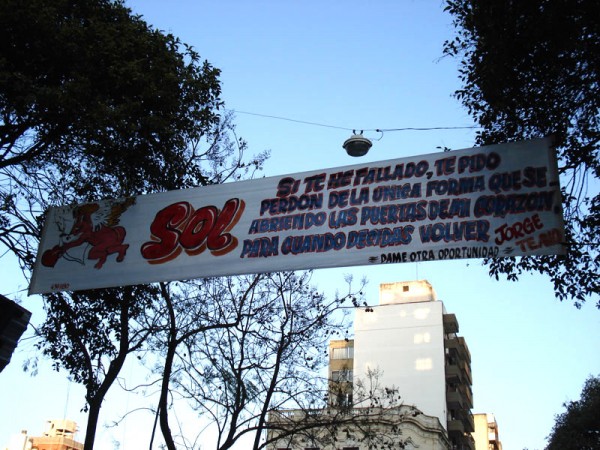 SOL
SI TE HE FALLADO, TE PIDO
PERDON DE LA UNICA FORMA QUE SE.
ABRIENDO LAS PUERTAS DE MI CORAZON,
PARA CUANDO DECIDAS VOLVER
JORGE
TE AMO
DAME OTRA OPORTUNIDAD